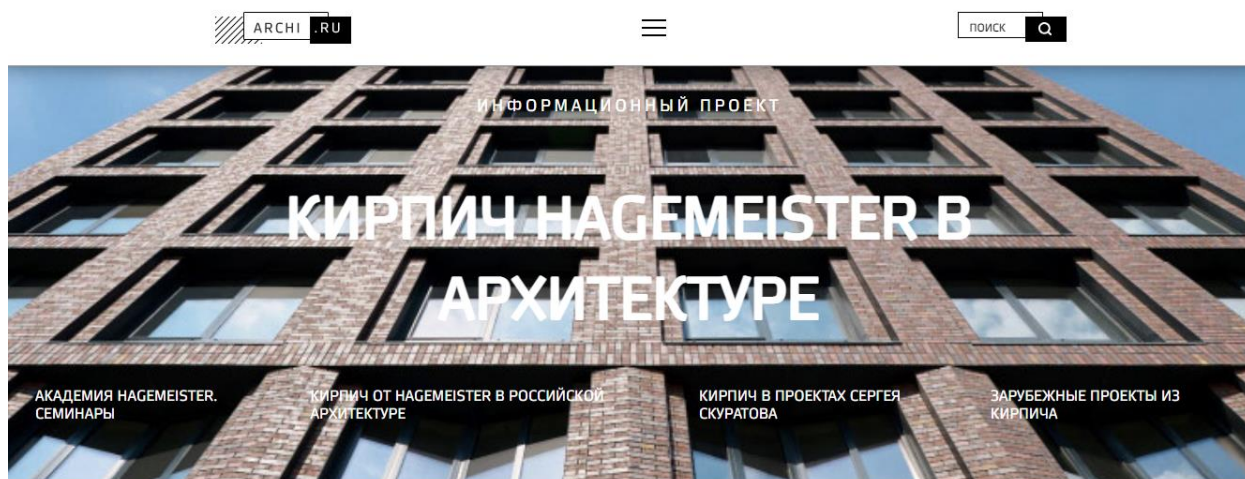 ARCHI .RU
ПОИСК
ИНФОРМАЦИОННЫЙ ПРОЕКТ
КИРПИЧ HAGEMEISTER В
АРХИТЕКТУРЕ
АКАДЕМИЯ HAGEMEISTER.
СЕМИНАРЫ
КИРПИЧ ОТ HAGEMEISTER В РОССИЙСКОЙ
АРХИТЕКТУРЕ
КИРПИЧ В ПРОЕКТАХ СЕРГЕЯ
СКУРАТОВА
ЗАРУБЕЖНЫЕ ПРОЕКТЫ ИЗ
КИРПИЧА